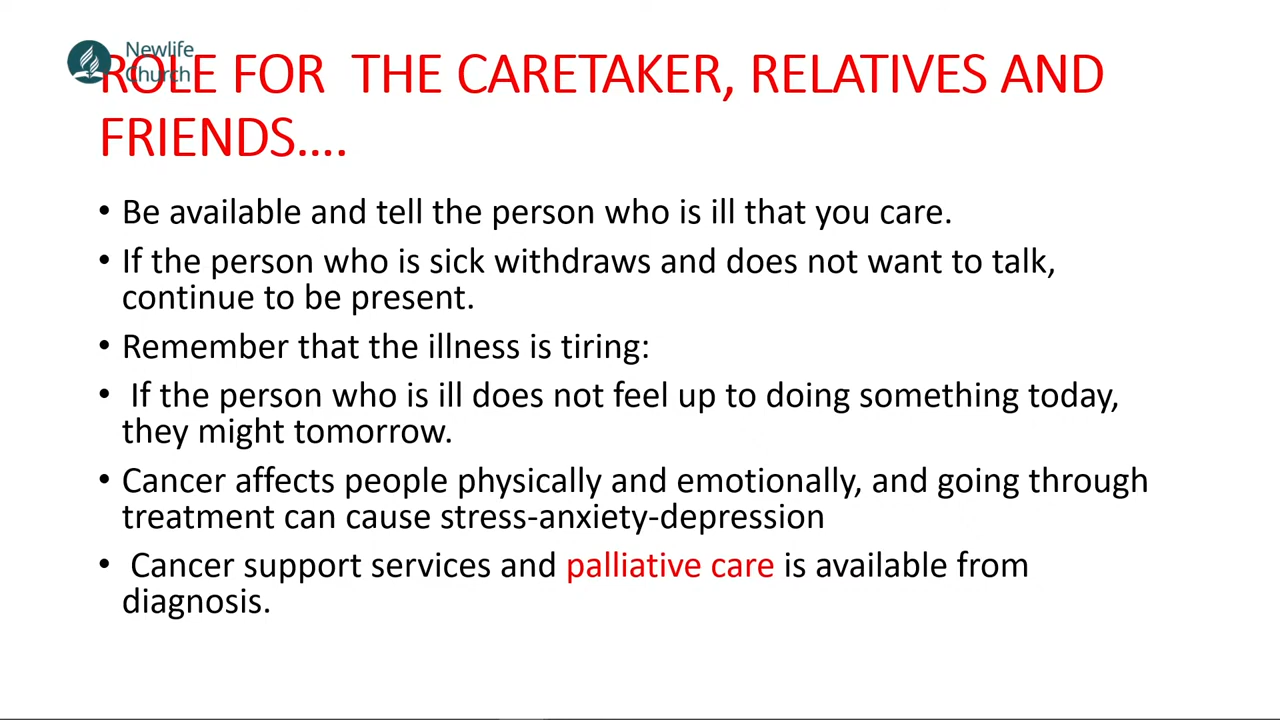 Newlife
Church
ROLE FOR THE CARETAKER, RELATIVES AND
FRIENDS....
• Be available and tell the person who is ill that you care.
• If the person who is sick withdraws and does not want to talk,
continue to be present.
• Remember that the illness is tiring:
• If the person who is ill does not feel up to doing something today,
they might tomorrow.
• Cancer affects people physically and emotionally, and going through
treatment can cause stress-anxiety-depression
• Cancer support services and palliative care is available from
diagnosis.